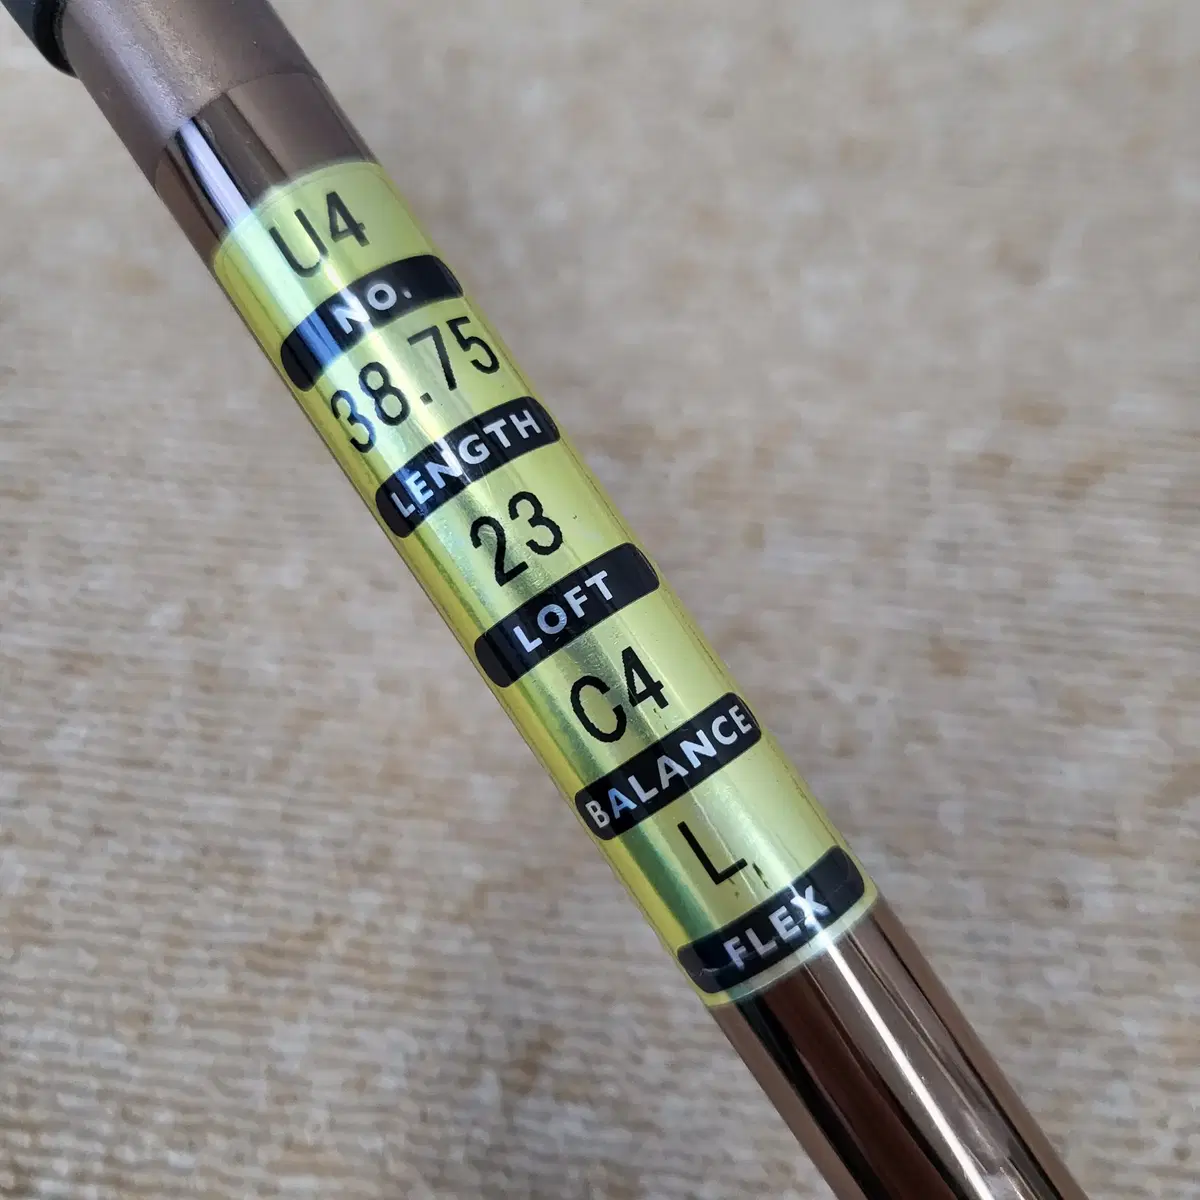 U4
NO.
38.75
LENGTH
23
LOFT
C4
BALANCE
L
FLEX